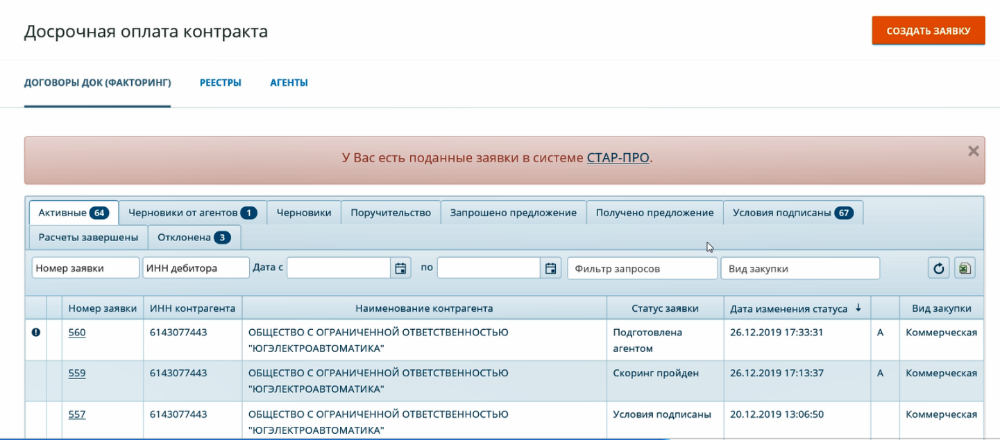 Досрочная оплата контракта
СОЗДАТЬ ЗАЯВКУ
ДОГОВОРЫ ДОК (ФАКТОРИНГ) РЕЕСТРЫ АГЕНТЫ
У Вас есть поданные заявки в системе СТАР-ПРО.
Активные 64 Черновики от агентов 1 Черновики Поручительство Запрошено предложение Получено предложение Условия подписаны 67
Расчеты завершены Отклонена 3
Номер заявки ИНН дебитора Дата с по Фильтр запросов Вид закупки
Номер заявки ИНН контрагента Наименование контрагента Статус заявки Дата изменения статуса Вид закупки
560 6143077443 ОБЩЕСТВО С ОГРАНИЧЕННОЙ ОТВЕТСТВЕННОСТЬЮ Подготовлена 26.12.2019 17:33:31 А Коммерческая
"ЮГЭЛЕКТРОАВТОМАТИКА" агентом
559 6143077443 ОБЩЕСТВО С ОГРАНИЧЕННОЙ ОТВЕТСТВЕННОСТЬЮ Скоринг пройден 26.12.2019 17:13:37 А Коммерческая
"ЮГЭЛЕКТРОАВТОМАТИКА"
557 6143077443 ОБЩЕСТВО С ОГРАНИЧЕННОЙ ОТВЕТСТВЕННОСТЬЮ Условия подписаны 20.12.2019 13:06:50 Коммерческая
"ЮГЭЛЕКТРОАВТОМАТИКА"